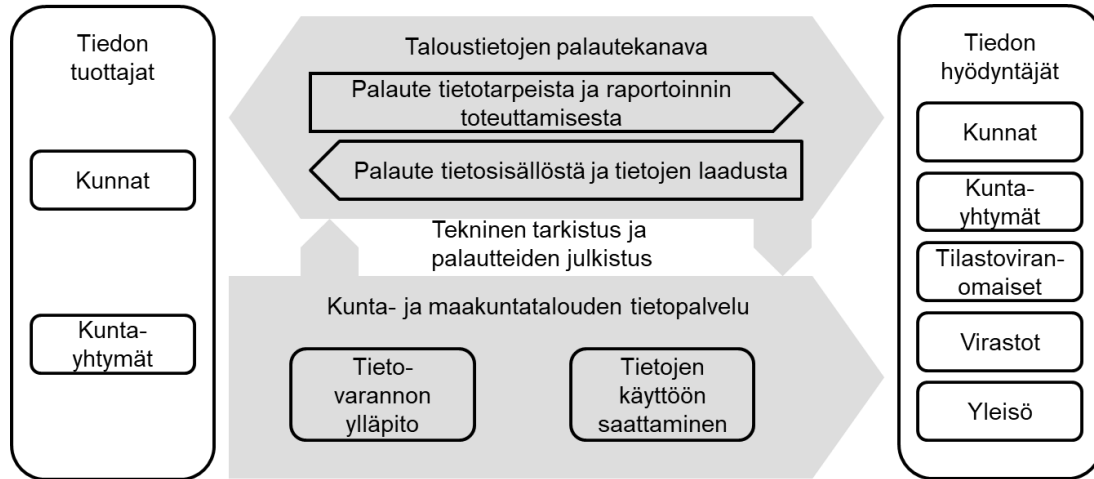 Tiedon
tuottajat
Kunnat
Kunta-
yhtymät
Taloustietojen palautekanava
Palaute tietotarpeista ja raportoinnin
toteuttamisesta
Palaute tietosisällöstä ja tietojen laadusta
Tekninen tarkistus ja
palautteiden julkistus
Kunta- ja maakuntatalouden tietopalvelu
Tieto-
varannon
ylläpito
Tietojen
käyttöön
saattaminen
Tiedon
hyödyntäjät
Kunnat
Kunta-
yhtymät
Tilastoviran-
omaiset
Virastot
Yleisö